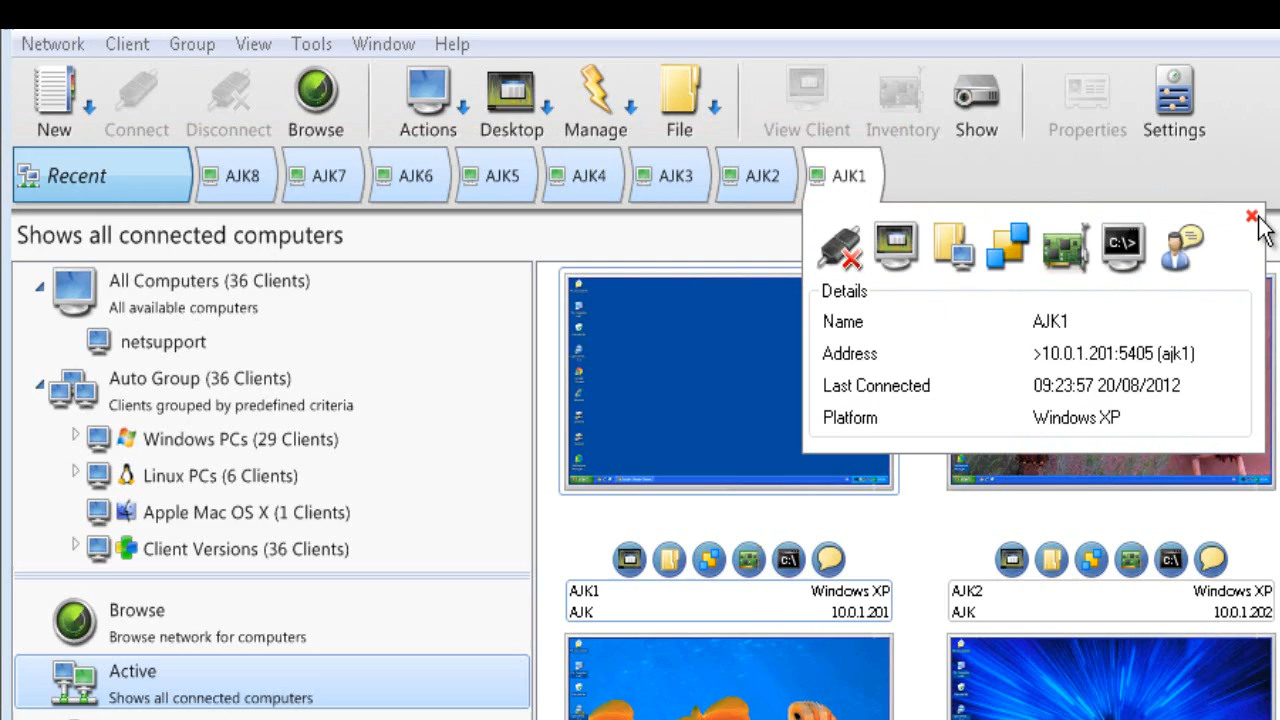 Network Client Group View Tools Window Help
New Connect Disconnect Browse Actions Desktop Manage File View Client Inventory Show Properties Settings
Recent AJK8 AJK7 AJK6 AJK5 AJK4 AJK3 AJK2 AJK1
Shows all connected computers
All Computers (36 Clients)
All available computers
netsupport
Auto Group (36 Clients)
Clients grouped by predefined criteria
Windows PCs (29 Clients)
Linux PCs (6 Clients)
Apple Mac OS X (1 Clients)
Client Versions (36 Clients)
Browse
Browse network for computers
Active
Shows all connected computers
C:\>
Details
Name AJK1
Address >10.0.1.201:5405 (ajk1)
Last Connected 09:23:57 20/08/2012
Platform Windows XP
C:\
C:\
AJK1 Windows XP
AJK 10.0.1.201
AJK2 Windows XP
AJK 10.0.1.202